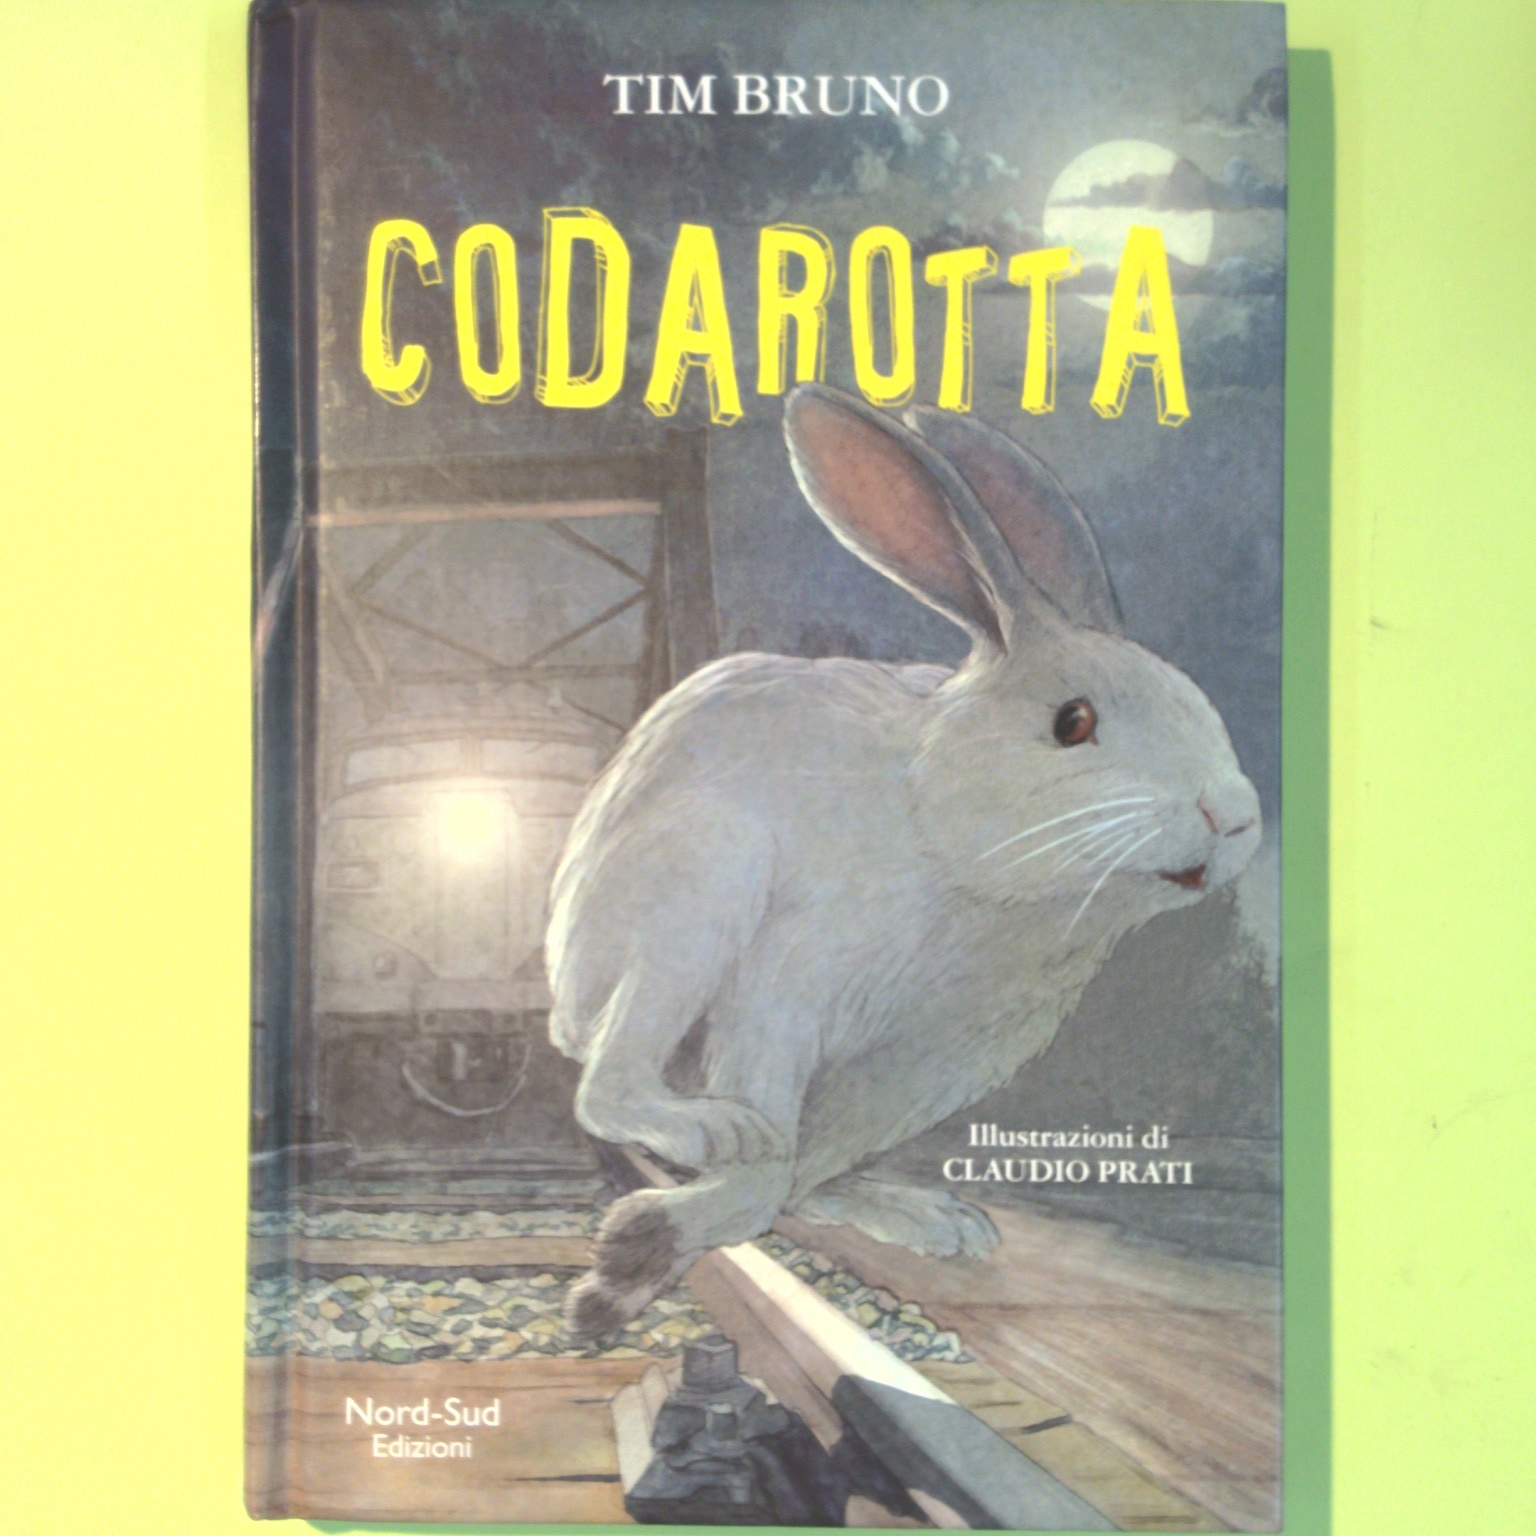 TIM BRUNO
CODAROTTA
Illustrazioni di
CLAUDIO PRATI
Nord-Sud
Edizioni